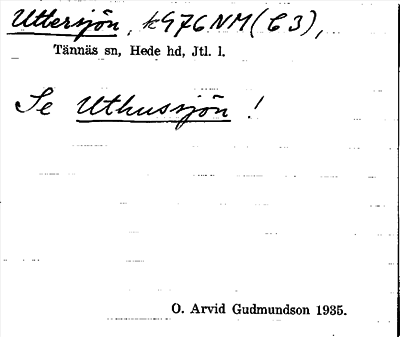 Uttersjön, k976NM(C3),
Tännäs sn, Hede hd, Jtl. l.
Se Uthussjön!
O. Arvid Gudmundson 1935.